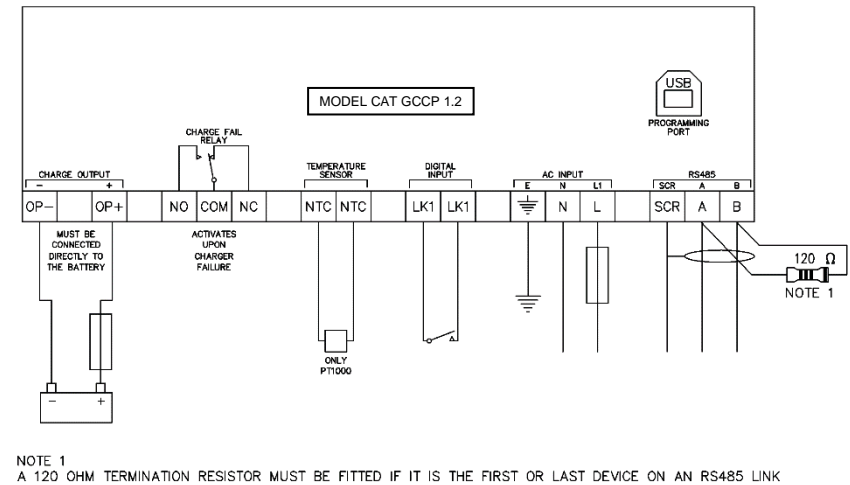 USB
MODEL CAT GCCP 1.2
PROGRAMMING
PORT
CHARGE FAIL
RELAY
TEMPERATURE
SENSOR
DIGITAL
INPUT
CHARGE OUTPUT
AC INPUT
RS485
- +
E N L1
SCR A B
OP- OP+ NO COM NC NTC NTC LK1 LK1 N L SCR A B
MUST BE
CONNECTED
DIRECTLY TO
THE BATTERY
ACTIVATES
UPON
CHARGER
FAILURE
120 Ω
NOTE 1
ONLY
PT1000
- +
NOTE 1
A 120 OHM TERMINATION RESISTOR MUST BE FITTED IF IT IS THE FIRST OR LAST DEVICE ON AN RS485 LINK